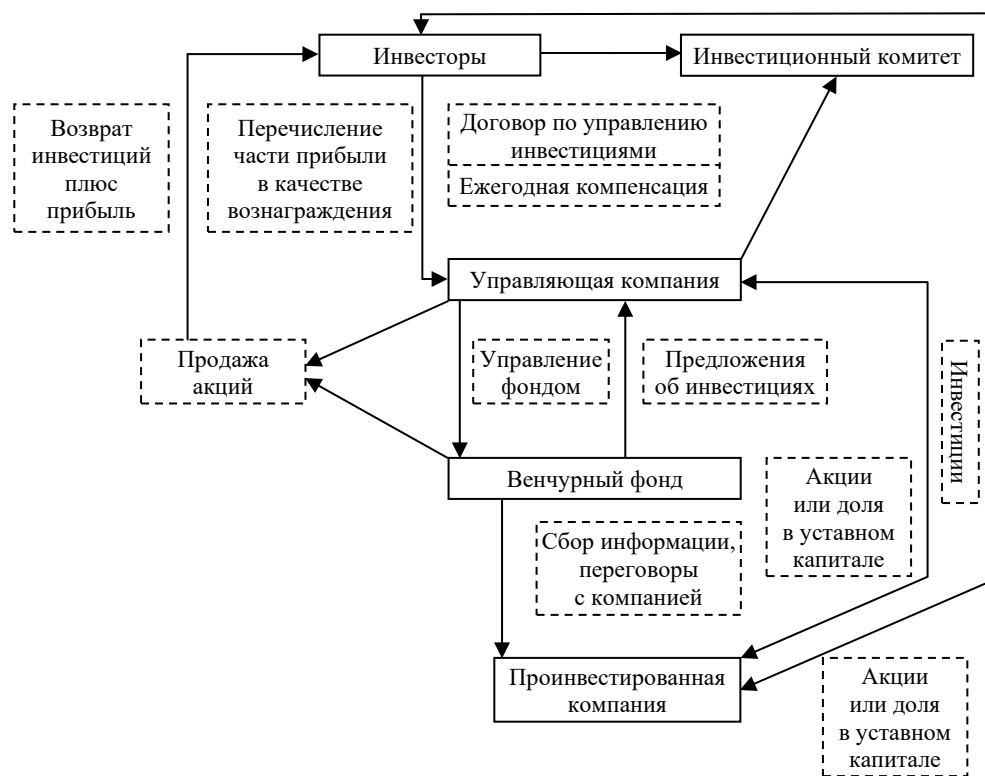 Инвесторы
Инвестиционный комитет
Возврат
инвестиций
плюс
прибыль
Перечисление
части прибыли
в качестве
вознаграждения
Договор по управлению
инвестициями
Ежегодная компенсация
Управляющая компания
Продажа
акций
Управление
фондом
Предложения
об инвестициях
Инвестиции
Венчурный фонд
Акции
или доля
в уставном
капитале
Сбор информации,
переговоры
с компанией
Проинвестированная
компания
Акции
или доля
в уставном
капитале